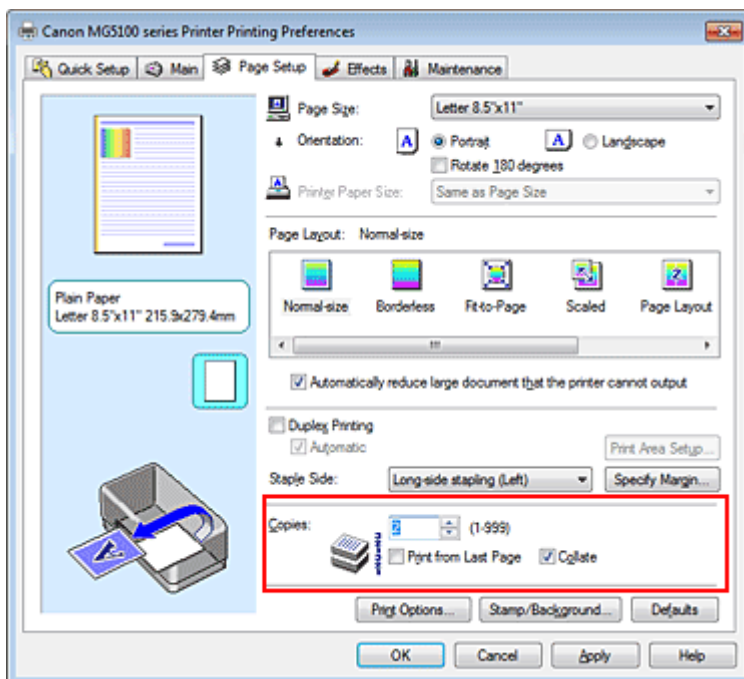 Canon MG5100 series Printer Printing Preferences
Quick Setup Main Page Setup Effects Maintenance
Page Size: Letter 8.5"x11"
Orientation: A Portrait A Landscape
Rotate 180 degrees
Printer Paper Size: Same as Page Size
Page Layout: Normal-size
Normal-size Borderless Fit-to-Page Scaled Page Layout
Plain Paper
Letter 8.5"x11" 215.9x279.4mm
Automatically reduce large document that the printer cannot output
Duplex Printing
Automatic Print Area Setup...
Staple Side: Long-side stapling (Left) Specify Margin...
Copies: 2 (1-999)
Print from Last Page Collate
Print Options... Stamp/Background... Defaults
OK Cancel Apply Help